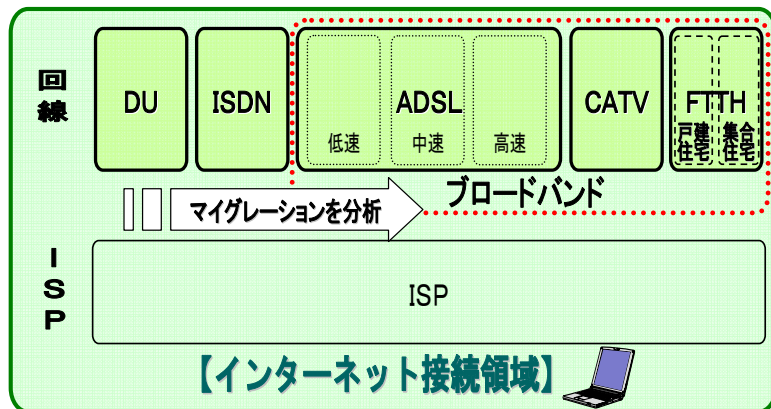 回線
DU
ISDN
ADSL
低速
中速
高速
CATV
FTTH
戸建住宅
集合住宅
ブロードバンド
マイグレーションを分析
ISP
ISP
【インターネット接続領域】